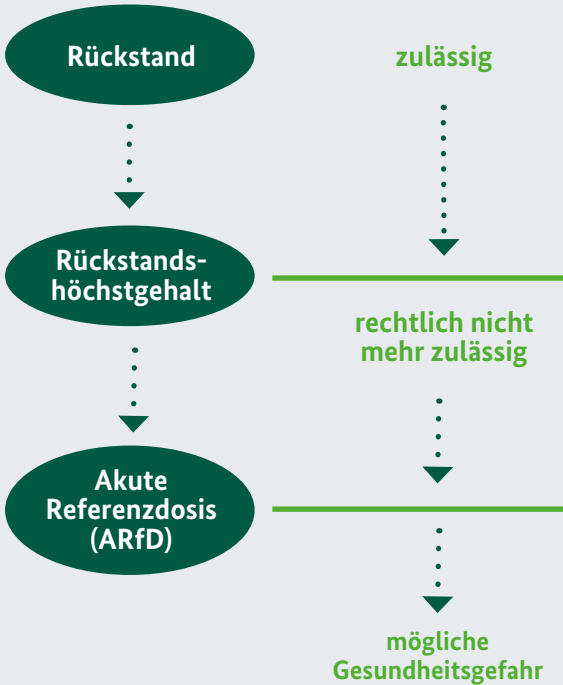 Rückstand
zulässig
Rückstands-
höchstgehalt
rechtlich nicht
mehr zulässig
Akute
Referenzdosis
(ARfD)
mögliche
Gesundheitsgefahr